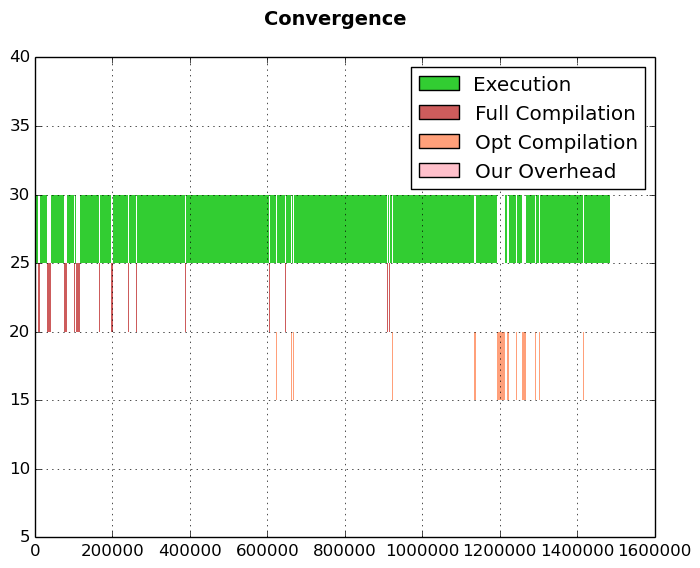 Convergence
40
35
30
25
20
15
10
5
Execution
Full Compilation
Opt Compilation
Our Overhead
0 200000 400000 600000 800000 1000000 1200000 1400000 1600000